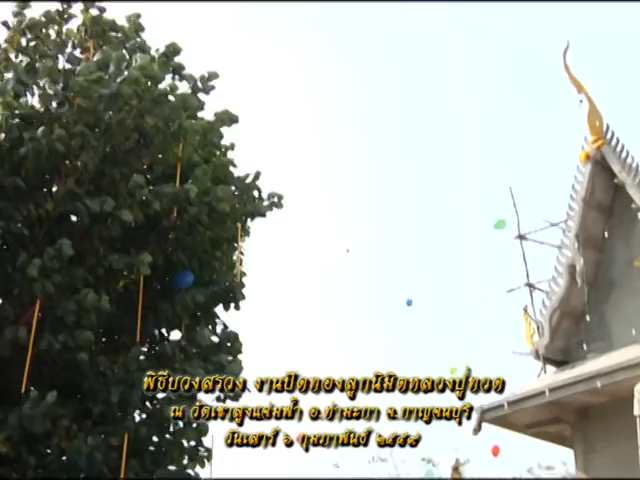 พิธีบวงสรวง งานปิดทองลูกนิมิตหลวงปู่ทวด
ณ วัดเขาสูงแจ่มฟ้า อ.ท่ามะกา จ.กาญจนบุรี
วันเสาร์ ๖ กุมภาพันธ์ ๒๕๕๙